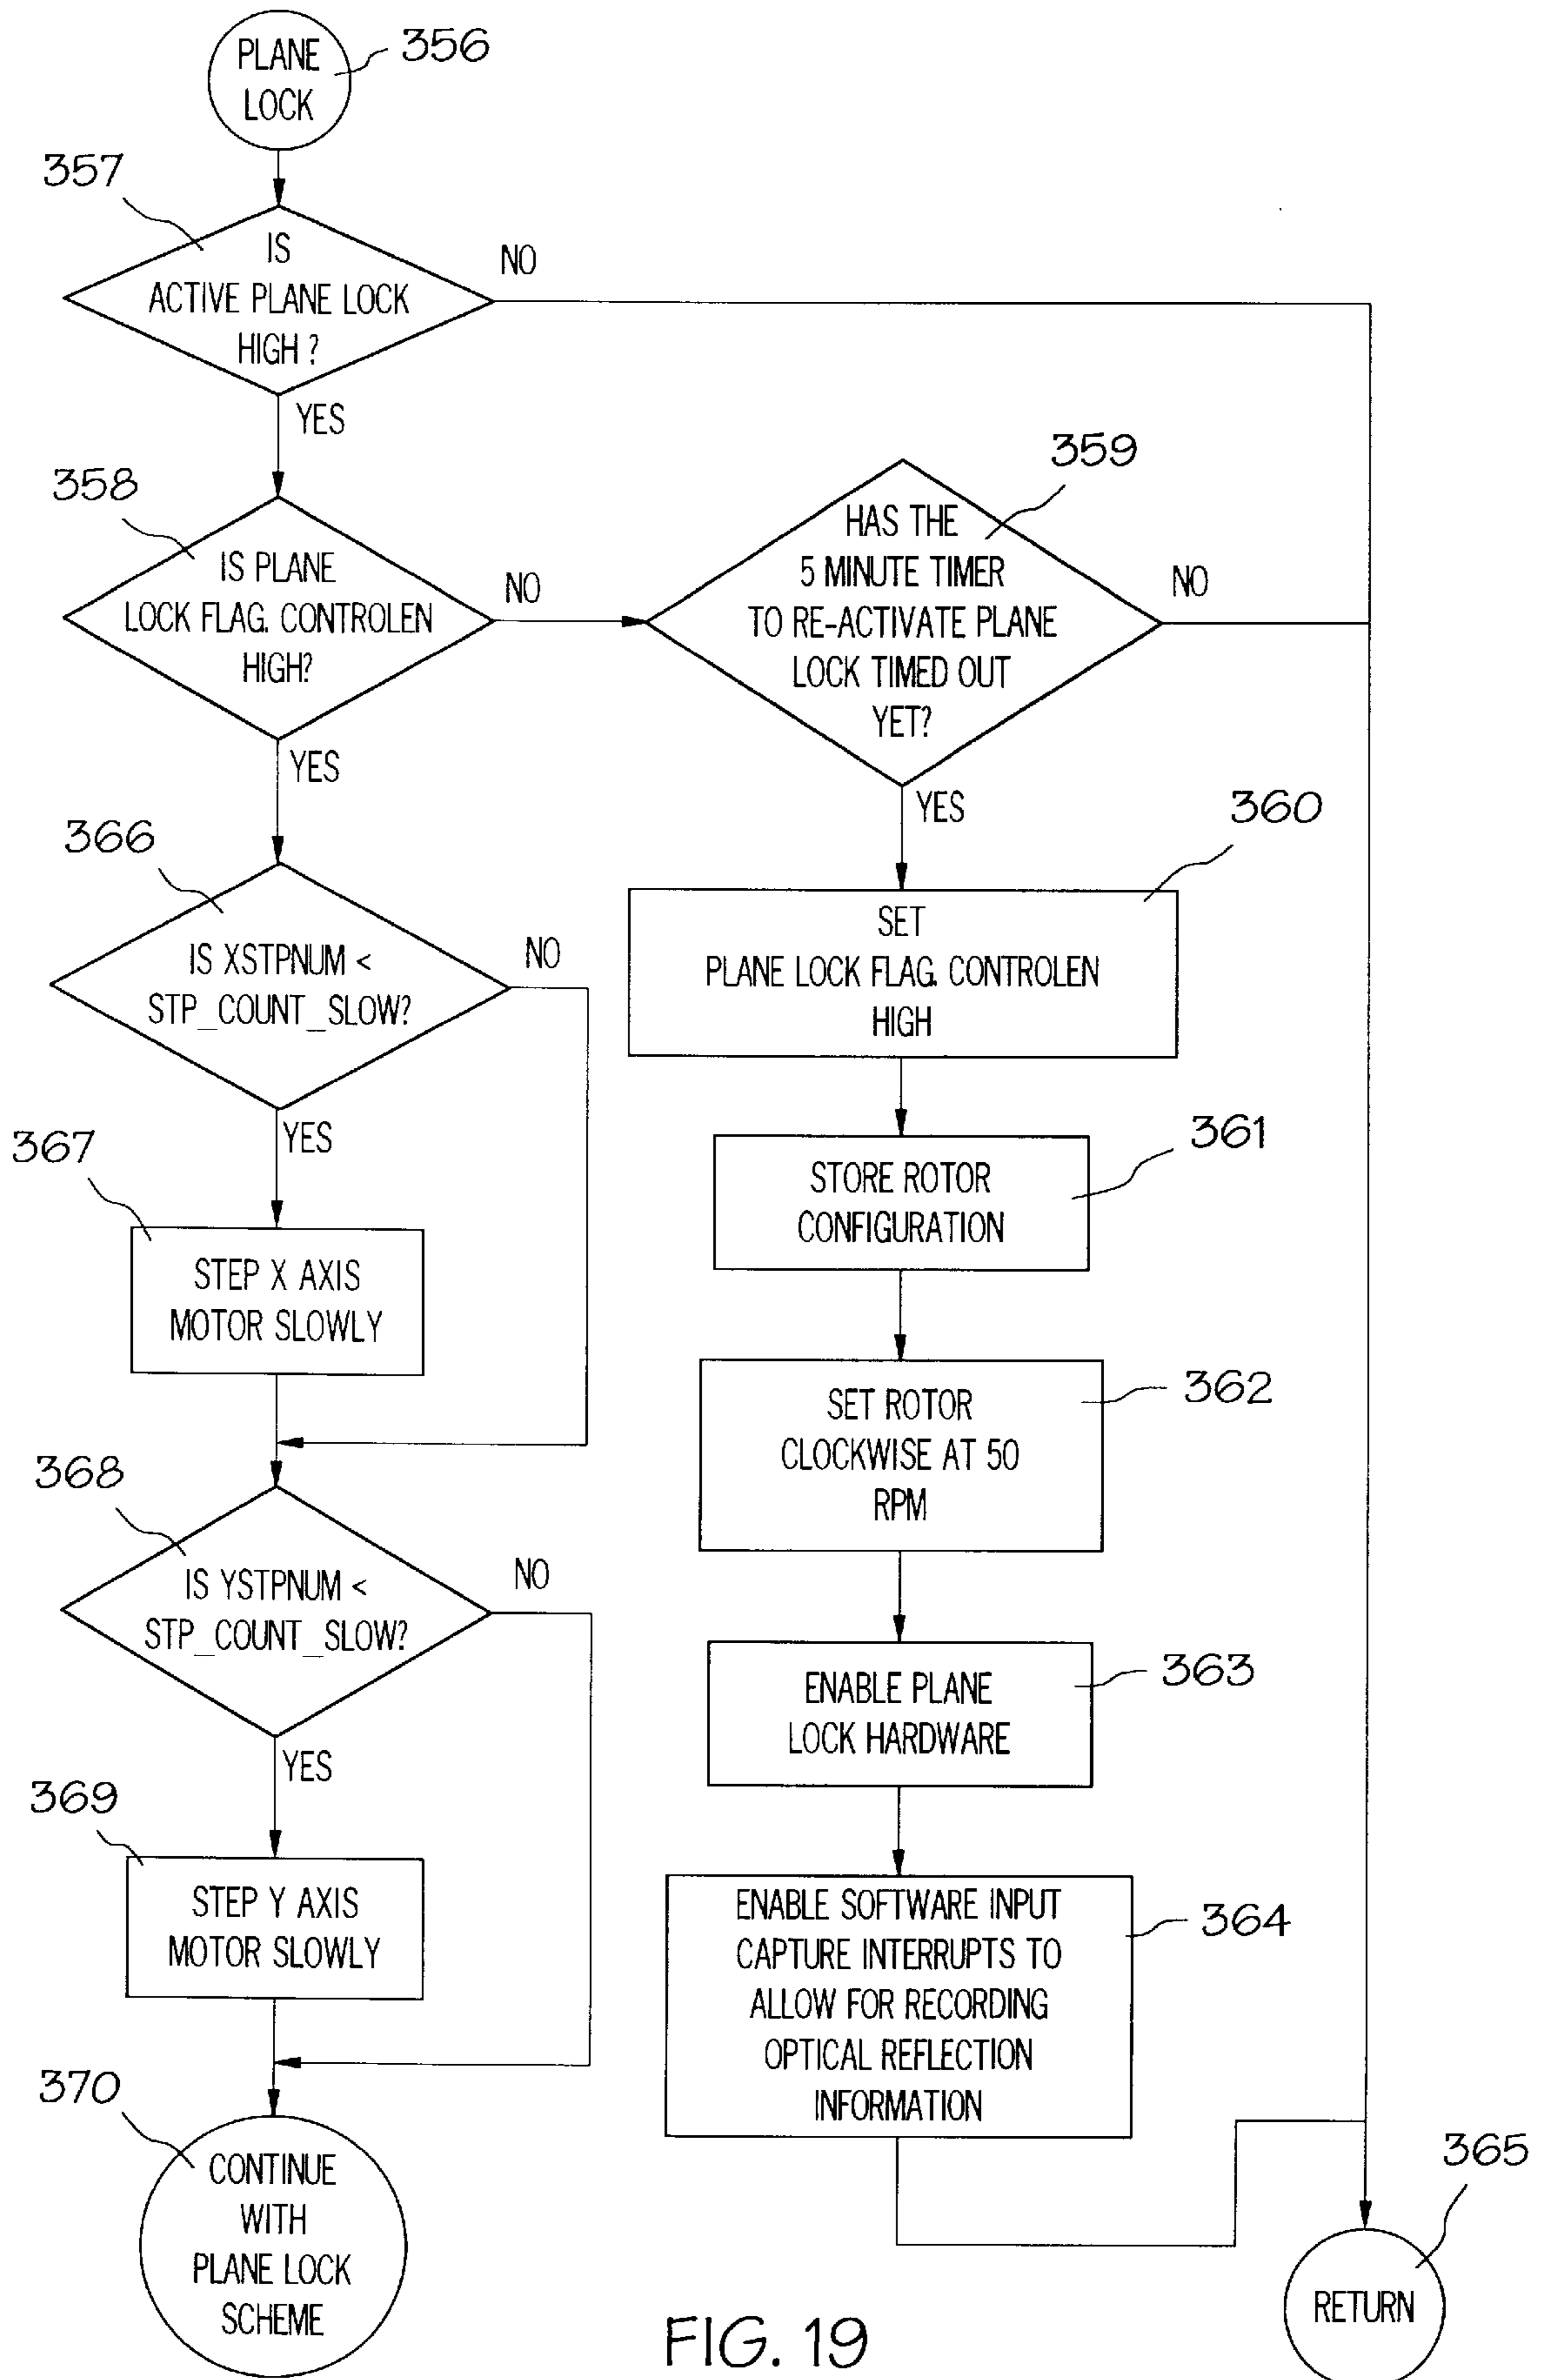 PLANE
LOCK
356
357
IS
ACTIVE PLANE LOCK
HIGH ?
NO
YES
358
IS PLANE
LOCK FLAG. CONTROLEN
HIGH?
NO
YES
359
HAS THE
5 MINUTE TIMER
TO RE-ACTIVATE PLANE
LOCK TIMED OUT
YET?
NO
YES
360
SET
PLANE LOCK FLAG. CONTROLEN
HIGH
361
STORE ROTOR
CONFIGURATION
362
SET ROTOR
CLOCKWISE AT 50
RPM
363
ENABLE PLANE
LOCK HARDWARE
364
ENABLE SOFTWARE INPUT
CAPTURE INTERRUPTS TO
ALLOW FOR RECORDING
OPTICAL REFLECTION
INFORMATION
365
RETURN
366
IS XSTPNUM <
STP_COUNT_SLOW?
NO
YES
367
STEP X AXIS
MOTOR SLOWLY
368
IS YSTPNUM <
STP_COUNT_SLOW?
NO
YES
369
STEP Y AXIS
MOTOR SLOWLY
370
CONTINUE
WITH
PLANE LOCK
SCHEME
FIG. 19